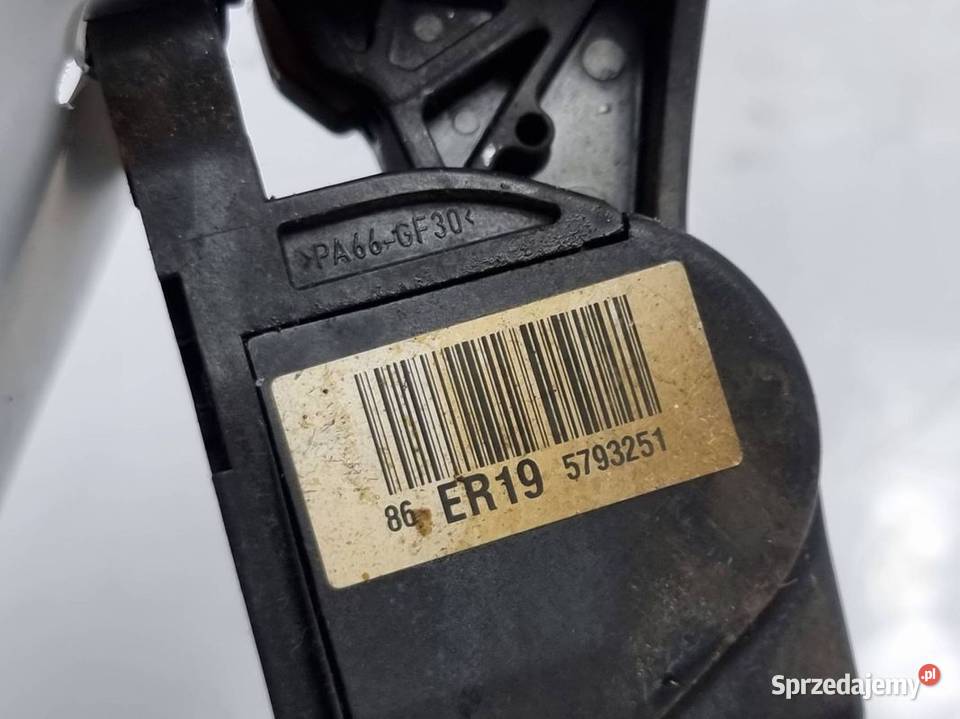 >PA66-GF30<
86 ER19 5793251
Sprzedajemy.pl